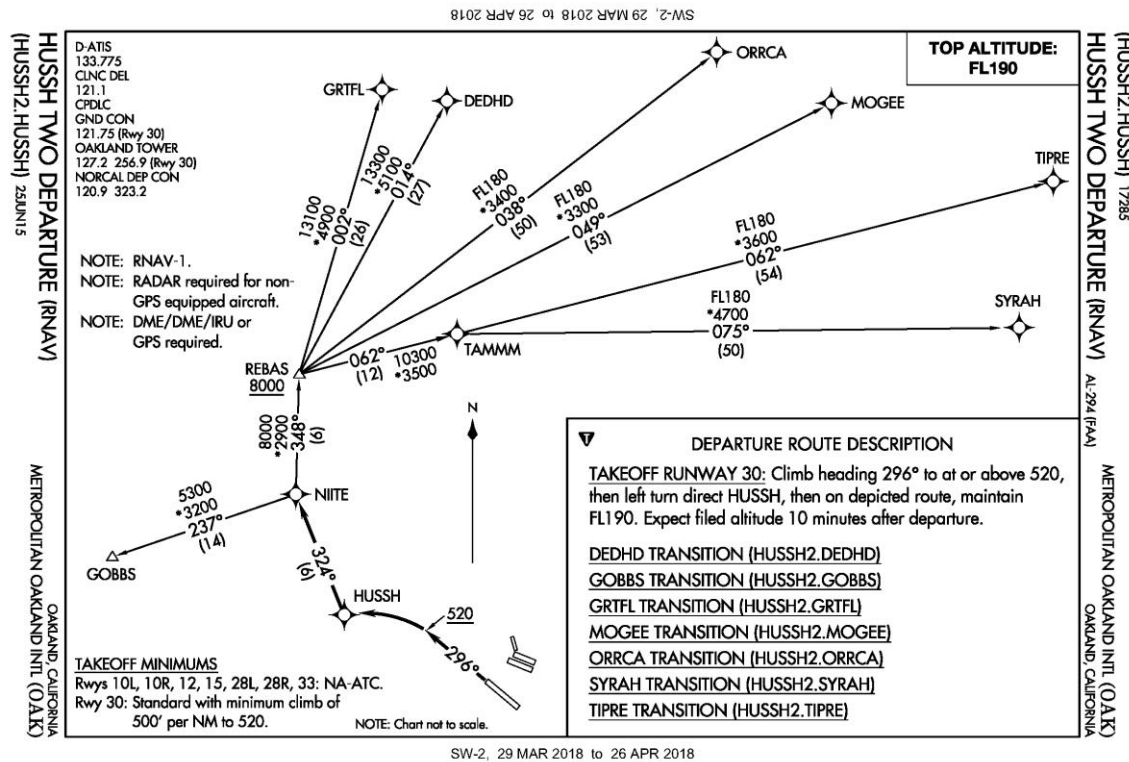 SW-2, 29 MAR 2018 to 26 APR 2018
HUSSH TWO DEPARTURE (RNAV)
(HUSSH2.HUSSH) 25JUN15
METROPOLITAN OAKLAND INTL (OAK)
OAKLAND, CALIFORNIA
(HUSSH2.HUSSH) 17285
HUSSH TWO DEPARTURE (RNAV)
AL-294 (FAA)
METROPOLITAN OAKLAND INTL (OAK)
OAKLAND, CALIFORNIA
D-ATIS
133.775
CLNC DEL
121.1
CPDLC
GND CON
121.75 (Rwy 30)
OAKLAND TOWER
127.2 256.9 (Rwy 30)
NORCAL DEP CON
120.9 323.2
TOP ALTITUDE:
FL190
GRTFL
DEDHD
ORRCA
MOGEE
TIPRE
SYRAH
13100
*4900
002°
(26)
13300
*5100
014°
(27)
FL180
*3400
038°
(50)
FL180
*3300
049°
(53)
FL180
*3600
062°
(54)
FL180
*4700
075°
(50)
NOTE: RNAV-1.
NOTE: RADAR required for non-
GPS equipped aircraft.
NOTE: DME/DME/IRU or
GPS required.
TAMMM
REBAS
8000
062°
(12)
10300
*3500
8000
*2900
348°
(6)
N
NIITE
5300
*3200
237°
(14)
GOBBS
324°
(6)
HUSSH
520
296°
TAKEOFF MINIMUMS
Rwys 10L, 10R, 12, 15, 28L, 28R, 33: NA-ATC.
Rwy 30: Standard with minimum climb of
500' per NM to 520.
NOTE: Chart not to scale.
T
DEPARTURE ROUTE DESCRIPTION
TAKEOFF RUNWAY 30: Climb heading 296° to at or above 520,
then left turn direct HUSSH, then on depicted route, maintain
FL190. Expect filed altitude 10 minutes after departure.
DEDHD TRANSITION (HUSSH2.DEDHD)
GOBBS TRANSITION (HUSSH2.GOBBS)
GRTFL TRANSITION (HUSSH2.GRTFL)
MOGEE TRANSITION (HUSSH2.MOGEE)
ORRCA TRANSITION (HUSSH2.ORRCA)
SYRAH TRANSITION (HUSSH2.SYRAH)
TIPRE TRANSITION (HUSSH2.TIPRE)
SW-2, 29 MAR 2018 to 26 APR 2018